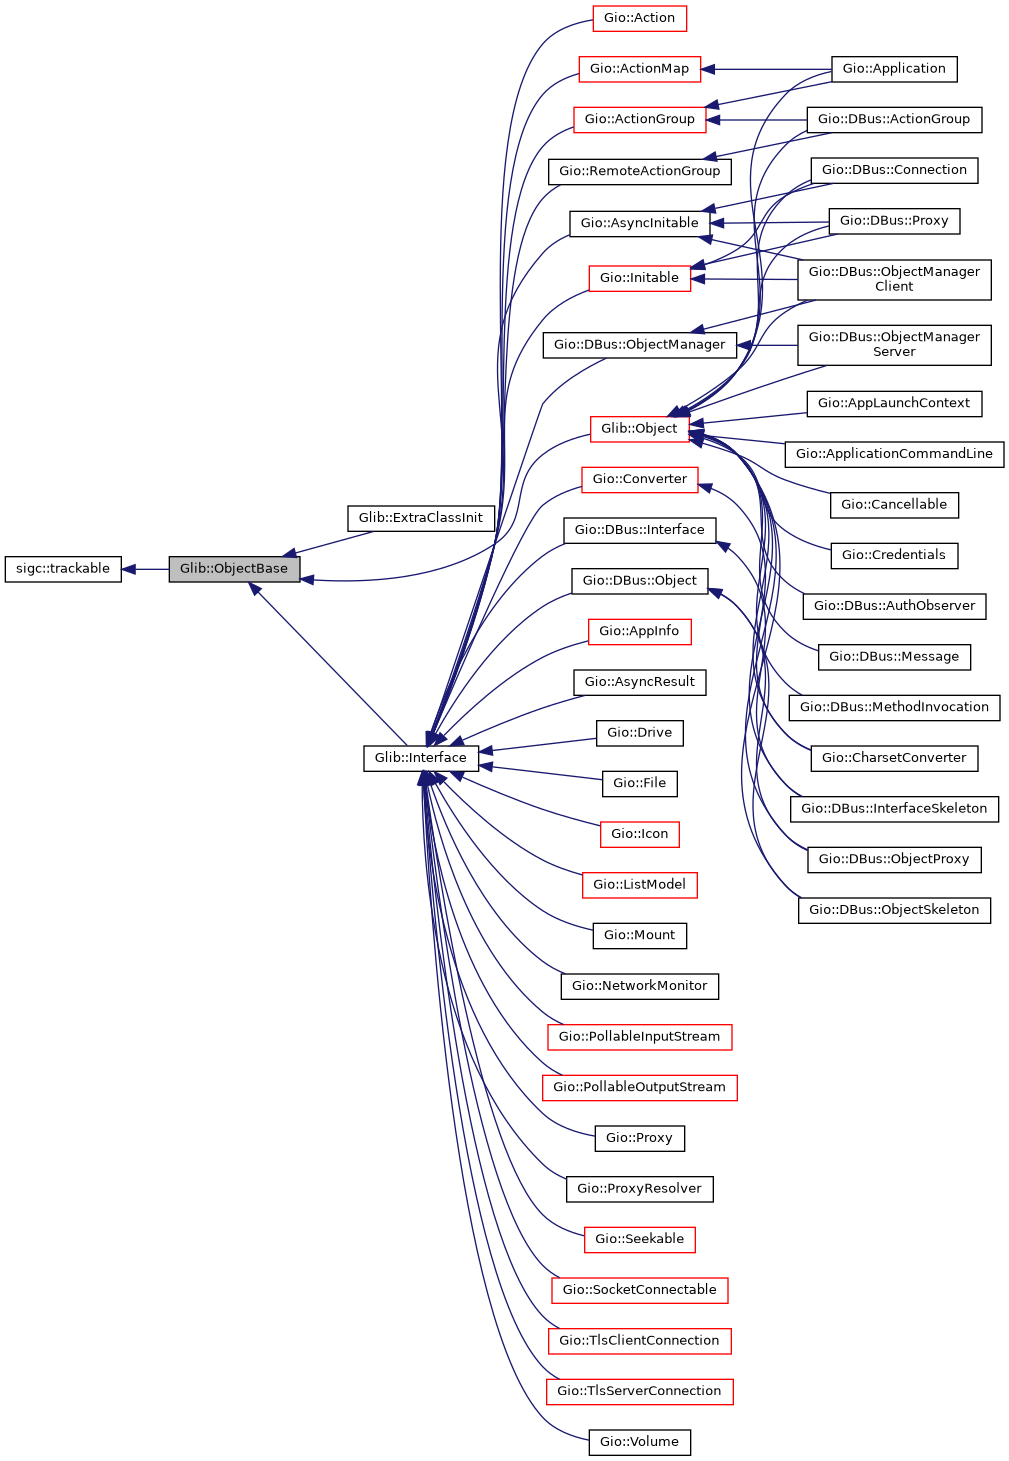 sigc::trackable
Glib::ObjectBase
Glib::ExtraClassInit
Glib::Interface
Gio::Action
Gio::ActionMap
Gio::ActionGroup
Gio::RemoteActionGroup
Gio::AsyncInitable
Gio::Initable
Gio::DBus::ObjectManager
Glib::Object
Gio::Converter
Gio::DBus::Interface
Gio::DBus::Object
Gio::AppInfo
Gio::AsyncResult
Gio::Drive
Gio::File
Gio::Icon
Gio::ListModel
Gio::Mount
Gio::NetworkMonitor
Gio::PollableInputStream
Gio::PollableOutputStream
Gio::Proxy
Gio::ProxyResolver
Gio::Seekable
Gio::SocketConnectable
Gio::TlsClientConnection
Gio::TlsServerConnection
Gio::Volume
Gio::Application
Gio::DBus::ActionGroup
Gio::DBus::Connection
Gio::DBus::Proxy
Gio::DBus::ObjectManager
Client
Gio::DBus::ObjectManager
Server
Gio::AppLaunchContext
Gio::ApplicationCommandLine
Gio::Cancellable
Gio::Credentials
Gio::DBus::AuthObserver
Gio::DBus::Message
Gio::DBus::MethodInvocation
Gio::CharsetConverter
Gio::DBus::InterfaceSkeleton
Gio::DBus::ObjectProxy
Gio::DBus::ObjectSkeleton